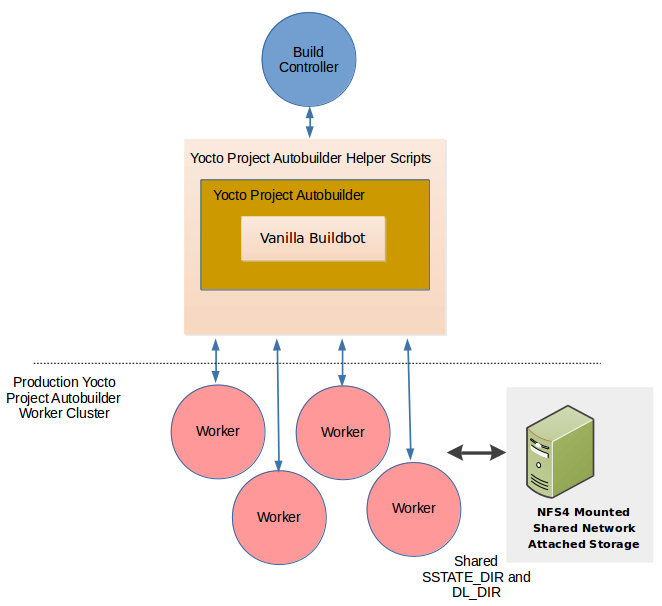 Build
Controller
Yocto Project Autobuilder Helper Scripts
Yocto Project Autobuilder
Vanilla Buildbot
Production Yocto
Project Autobuilder
Worker Cluster
Worker
Worker
Worker
Worker
NFS4 Mounted
Shared Network
Attached Storage
Shared
SSTATE_DIR and
DL_DIR